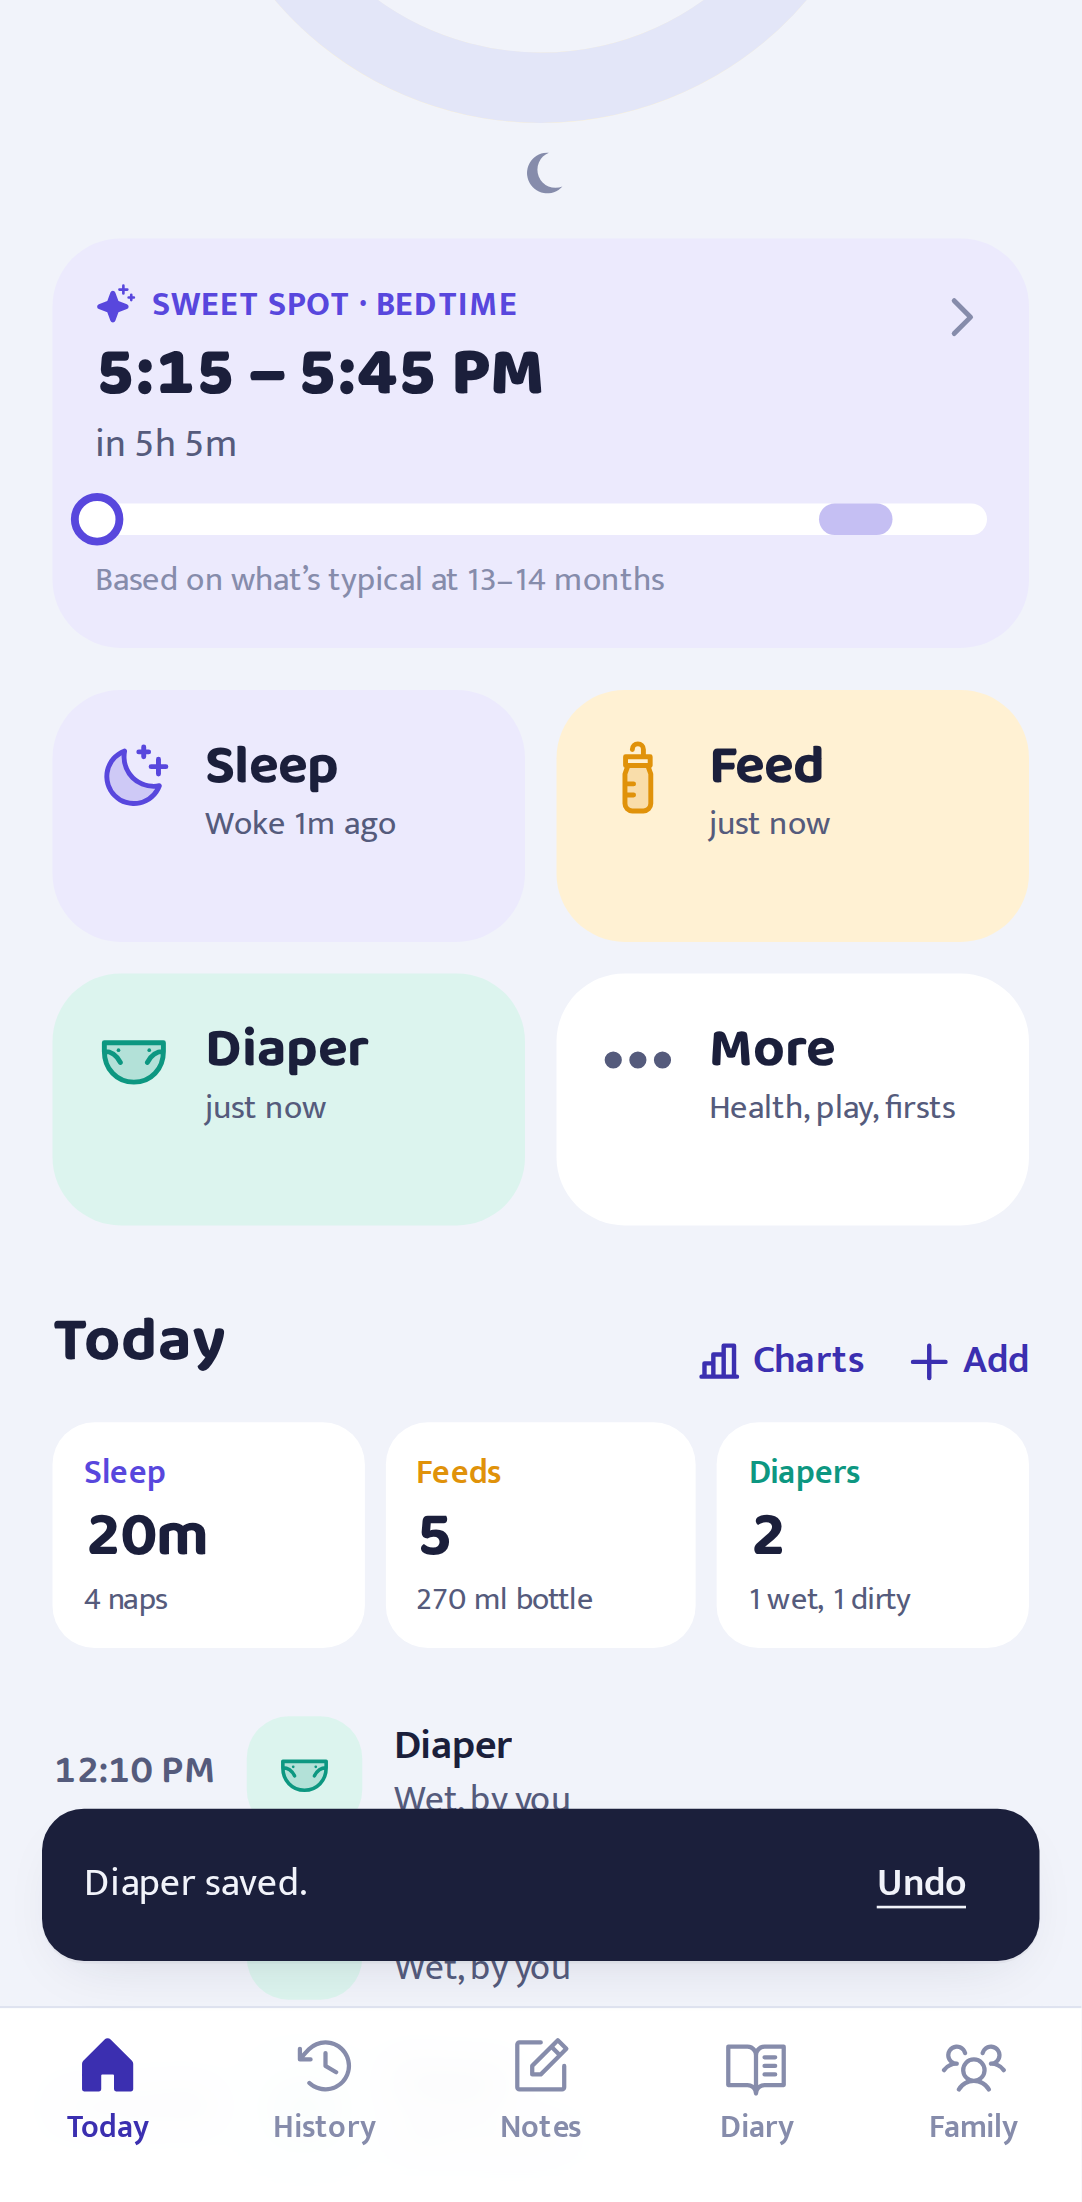 SWEET SPOT · BEDTIME
5:15 – 5:45 PM
in 5h 5m
Based on what’s typical at 13–14 months
Sleep
Woke 1m ago
Feed
just now
Diaper
just now
More
Health, play, firsts
Today
Charts
Add
Sleep
20m
4 naps
Feeds
5
270 ml bottle
Diapers
2
1 wet, 1 dirty
12:10 PM
Diaper
Wet, by you
Diaper saved.
Undo
Wet, by you
Today
History
Notes
Diary
Family